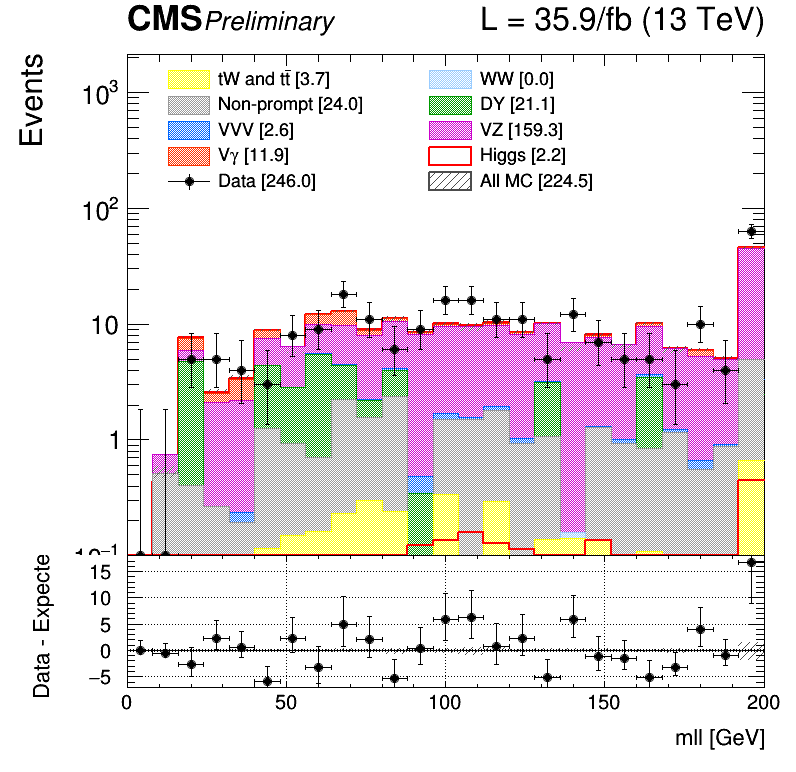 CMS Preliminary L = 35.9/fb (13 TeV)
Events
tW and tt̄ [3.7] WW [0.0]
Non-prompt [24.0] DY [21.1]
VVV [2.6] VZ [159.3]
Vγ [11.9] Higgs [2.2]
Data [246.0] All MC [224.5]
10³
10²
10
1
10⁻¹
Data - Expecte
15
10
5
0
−5
0 50 100 150 200
mll [GeV]